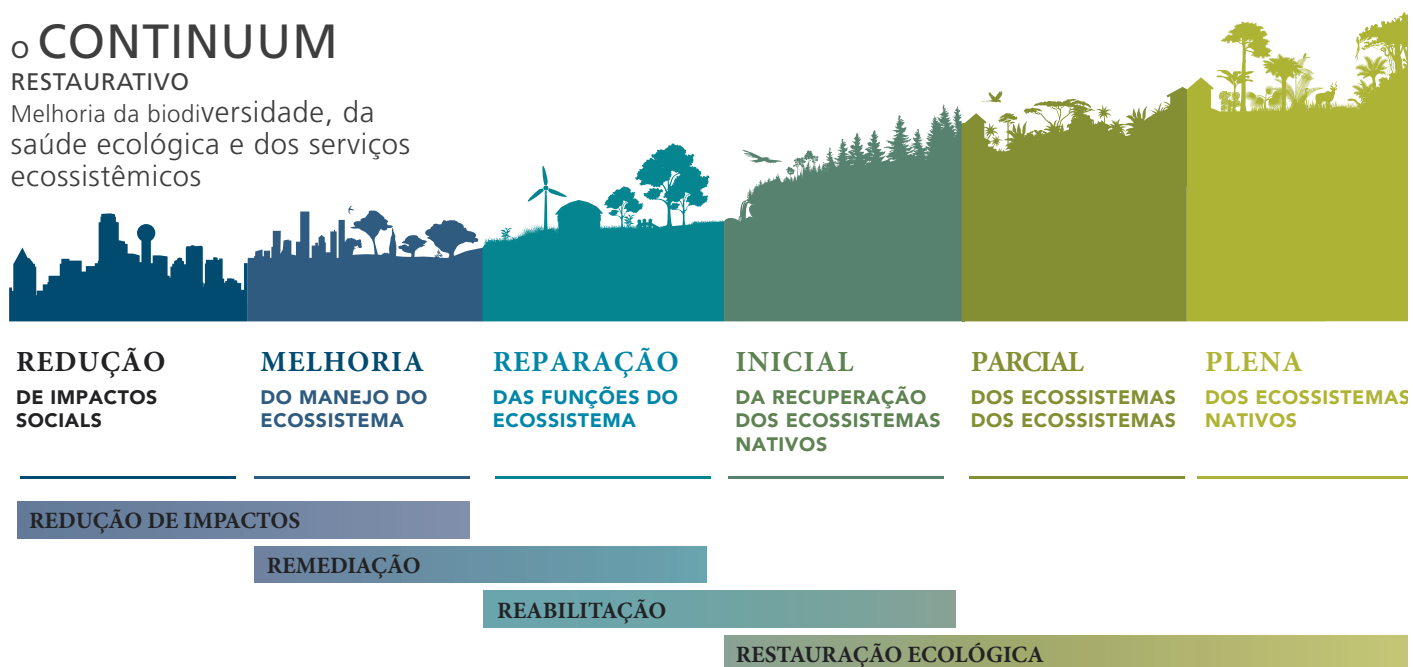 o CONTINUUM
RESTAURATIVO
Melhoria da biodiversidade, da
saúde ecológica e dos serviços
ecossistêmicos
REDUÇÃO
DE IMPACTOS
SOCIALS
MELHORIA
DO MANEJO DO
ECOSSISTEMA
REPARAÇÃO
DAS FUNÇÕES DO
ECOSSISTEMA
INICIAL
DA RECUPERAÇÃO
DOS ECOSSISTEMAS
NATIVOS
PARCIAL
DOS ECOSSISTEMAS
DOS ECOSSISTEMAS
PLENA
DOS ECOSSISTEMAS
NATIVOS
REDUÇÃO DE IMPACTOS
REMEDIAÇÃO
REABILITAÇÃO
RESTAURAÇÃO ECOLÓGICA